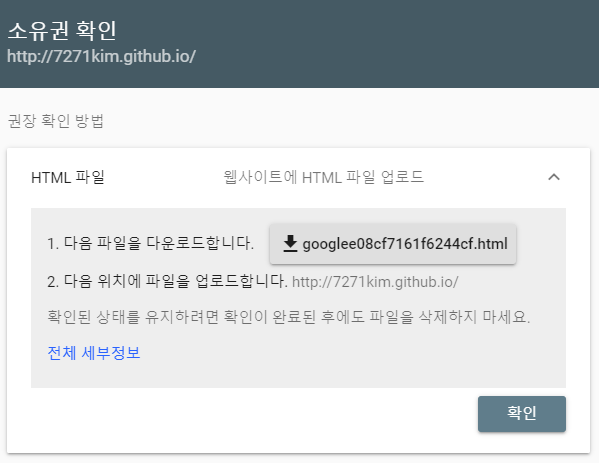 소유권 확인
http://7271kim.github.io/
권장 확인 방법
HTML 파일 웹사이트에 HTML 파일 업로드
1. 다음 파일을 다운로드합니다. googlee08cf7161f6244cf.html
2. 다음 위치에 파일을 업로드합니다. http://7271kim.github.io/
확인된 상태를 유지하려면 확인이 완료된 후에도 파일을 삭제하지 마세요.
전체 세부정보
확인